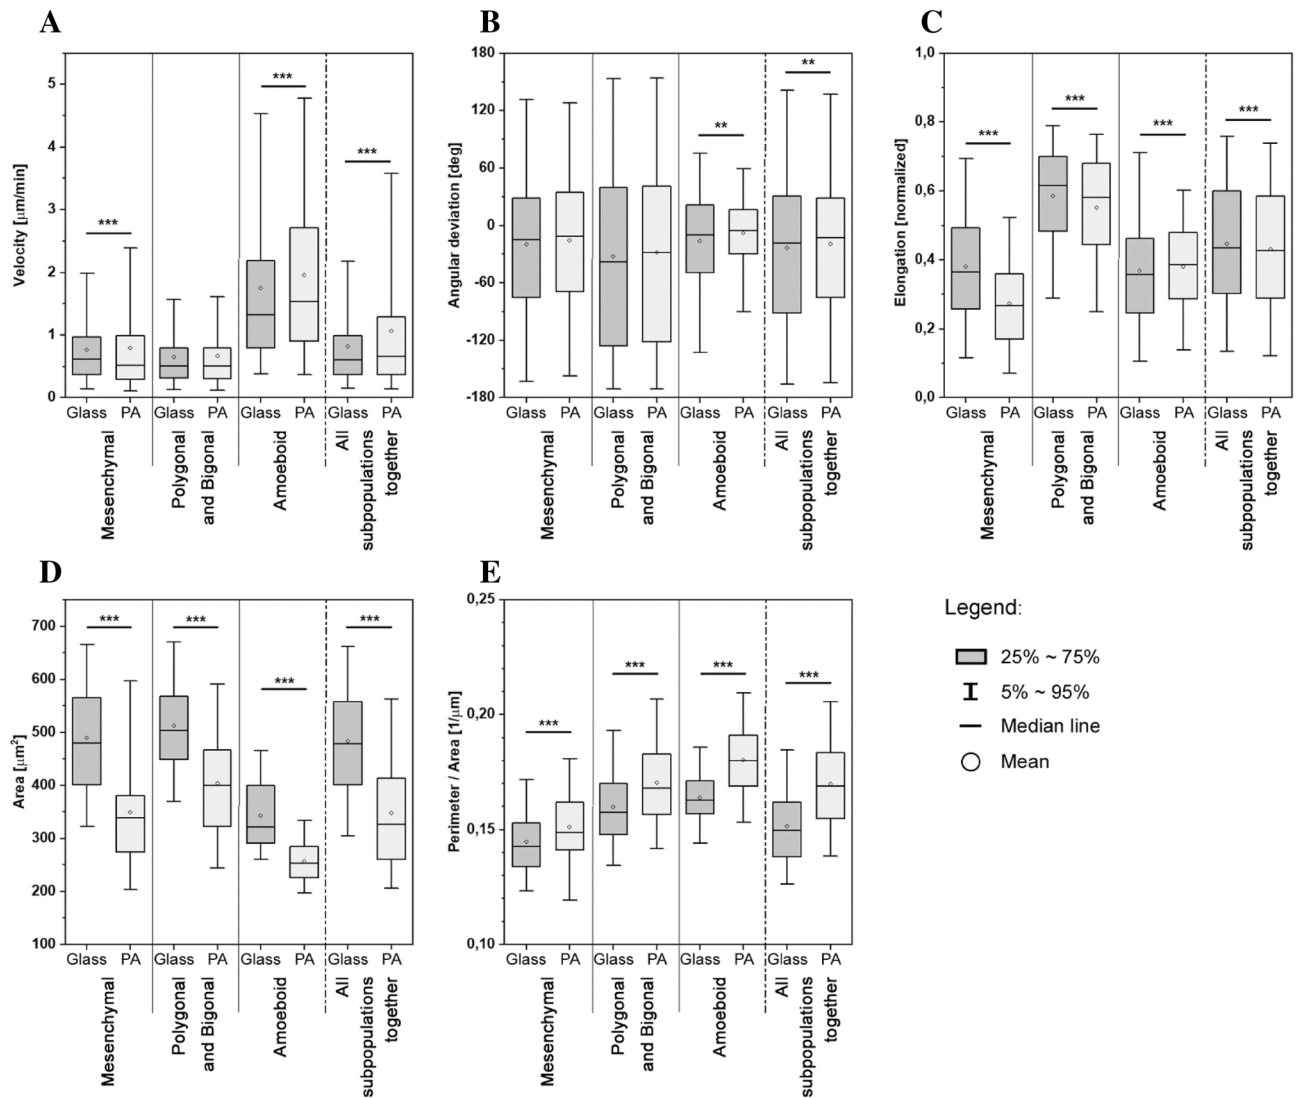 A
Velocity [μm/min]
5
4
3
2
1
0
***
***
***
Glass PA Glass PA Glass PA Glass PA
Mesenchymal
Polygonal
and Bigonal
Amoeboid
All
subpopulations
together
B
Angular deviation [deg]
180
120
60
0
-60
-120
-180
**
**
Glass PA Glass PA Glass PA Glass PA
Mesenchymal
Polygonal
and Bigonal
Amoeboid
All
subpopulations
together
C
Elongation [normalized]
1,0
0,8
0,6
0,4
0,2
0,0
***
***
***
***
Glass PA Glass PA Glass PA Glass PA
Mesenchymal
Polygonal
and Bigonal
Amoeboid
All
subpopulations
together
D
Area [μm²]
700
600
500
400
300
200
100
***
***
***
***
Glass PA Glass PA Glass PA Glass PA
Mesenchymal
Polygonal
and Bigonal
Amoeboid
All
subpopulations
together
E
Perimeter / Area [1/μm]
0,25
0,20
0,15
0,10
***
***
***
***
Glass PA Glass PA Glass PA Glass PA
Mesenchymal
Polygonal
and Bigonal
Amoeboid
All
subpopulations
together
Legend:
25% ~ 75%
5% ~ 95%
Median line
Mean